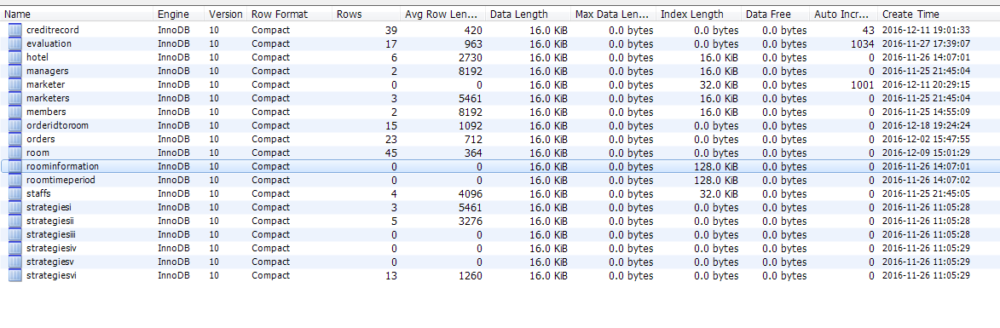 Name Engine Version Row Format Rows Avg Row Len... Data Length Max Data Len... Index Length Data Free Auto Incr... Create Time
creditrecord InnoDB 10 Compact 39 420 16.0 KiB 0.0 bytes 0.0 bytes 0.0 bytes 43 2016-12-11 19:01:33
evaluation InnoDB 10 Compact 17 963 16.0 KiB 0.0 bytes 0.0 bytes 0.0 bytes 1034 2016-11-27 17:39:07
hotel InnoDB 10 Compact 6 2730 16.0 KiB 0.0 bytes 16.0 KiB 0.0 bytes 0 2016-11-26 14:07:01
managers InnoDB 10 Compact 2 8192 16.0 KiB 0.0 bytes 16.0 KiB 0.0 bytes 0 2016-11-25 21:45:04
marketer InnoDB 10 Compact 0 0 16.0 KiB 0.0 bytes 32.0 KiB 0.0 bytes 1001 2016-12-11 20:29:15
marketers InnoDB 10 Compact 3 5461 16.0 KiB 0.0 bytes 16.0 KiB 0.0 bytes 0 2016-11-25 21:45:04
members InnoDB 10 Compact 2 8192 16.0 KiB 0.0 bytes 16.0 KiB 0.0 bytes 0 2016-11-25 14:55:09
orderidtoroom InnoDB 10 Compact 15 1092 16.0 KiB 0.0 bytes 0.0 bytes 0.0 bytes 0 2016-12-18 19:24:24
orders InnoDB 10 Compact 23 712 16.0 KiB 0.0 bytes 0.0 bytes 0.0 bytes 0 2016-12-02 15:47:55
room InnoDB 10 Compact 45 364 16.0 KiB 0.0 bytes 0.0 bytes 0.0 bytes 0 2016-12-09 15:01:29
roominformation InnoDB 10 Compact 0 0 16.0 KiB 0.0 bytes 128.0 KiB 0.0 bytes 0 2016-11-26 14:07:01
roomtimeperiod InnoDB 10 Compact 0 0 16.0 KiB 0.0 bytes 128.0 KiB 0.0 bytes 0 2016-11-26 14:07:02
staffs InnoDB 10 Compact 4 4096 16.0 KiB 0.0 bytes 32.0 KiB 0.0 bytes 0 2016-11-25 21:45:05
strategiesi InnoDB 10 Compact 3 5461 16.0 KiB 0.0 bytes 0.0 bytes 0.0 bytes 0 2016-11-26 11:05:28
strategiesii InnoDB 10 Compact 5 3276 16.0 KiB 0.0 bytes 0.0 bytes 0.0 bytes 0 2016-11-26 11:05:28
strategiesiii InnoDB 10 Compact 0 0 16.0 KiB 0.0 bytes 0.0 bytes 0.0 bytes 0 2016-11-26 11:05:28
strategiesiv InnoDB 10 Compact 0 0 16.0 KiB 0.0 bytes 0.0 bytes 0.0 bytes 0 2016-11-26 11:05:29
strategiesv InnoDB 10 Compact 0 0 16.0 KiB 0.0 bytes 0.0 bytes 0.0 bytes 0 2016-11-26 11:05:29
strategiesvi InnoDB 10 Compact 13 1260 16.0 KiB 0.0 bytes 0.0 bytes 0.0 bytes 0 2016-11-26 11:05:29